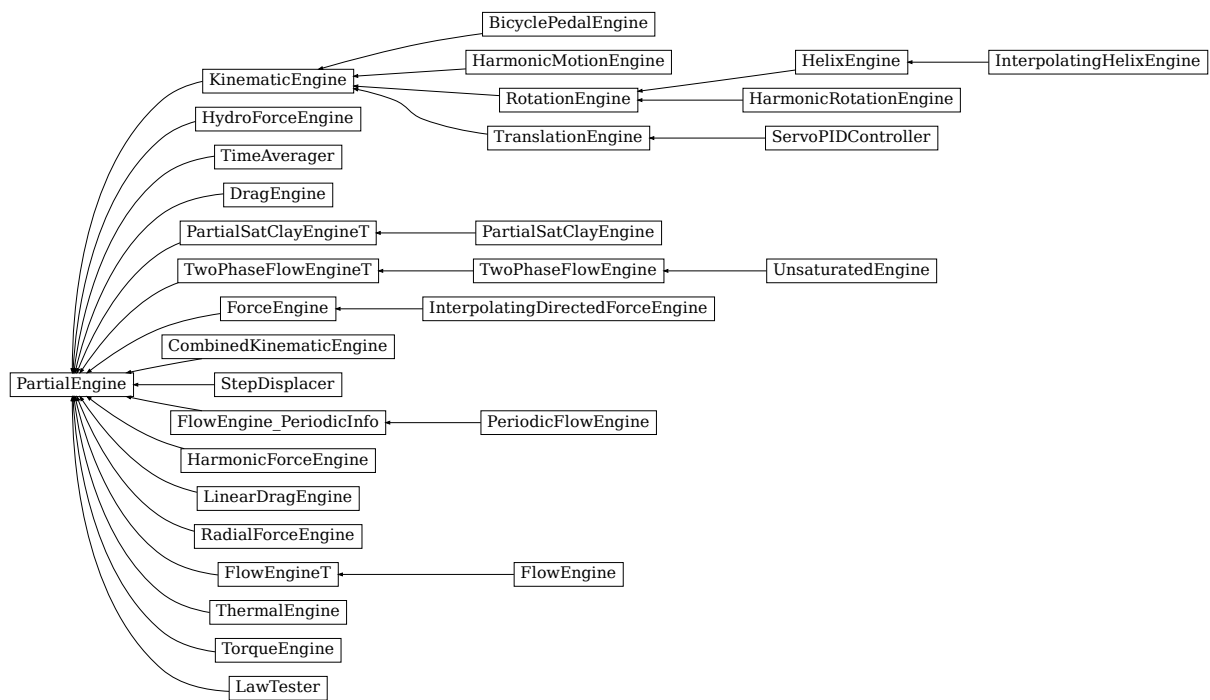 BicyclePedalEngine
HarmonicMotionEngine
HelixEngine
InterpolatingHelixEngine
KinematicEngine
RotationEngine
HarmonicRotationEngine
HydroForceEngine
TranslationEngine
ServoPIDController
TimeAverager
DragEngine
PartialSatClayEngineT
PartialSatClayEngine
TwoPhaseFlowEngineT
TwoPhaseFlowEngine
UnsaturatedEngine
ForceEngine
InterpolatingDirectedForceEngine
CombinedKinematicEngine
PartialEngine
StepDisplacer
FlowEngine_PeriodicInfo
PeriodicFlowEngine
HarmonicForceEngine
LinearDragEngine
RadialForceEngine
FlowEngineT
FlowEngine
ThermalEngine
TorqueEngine
LawTester